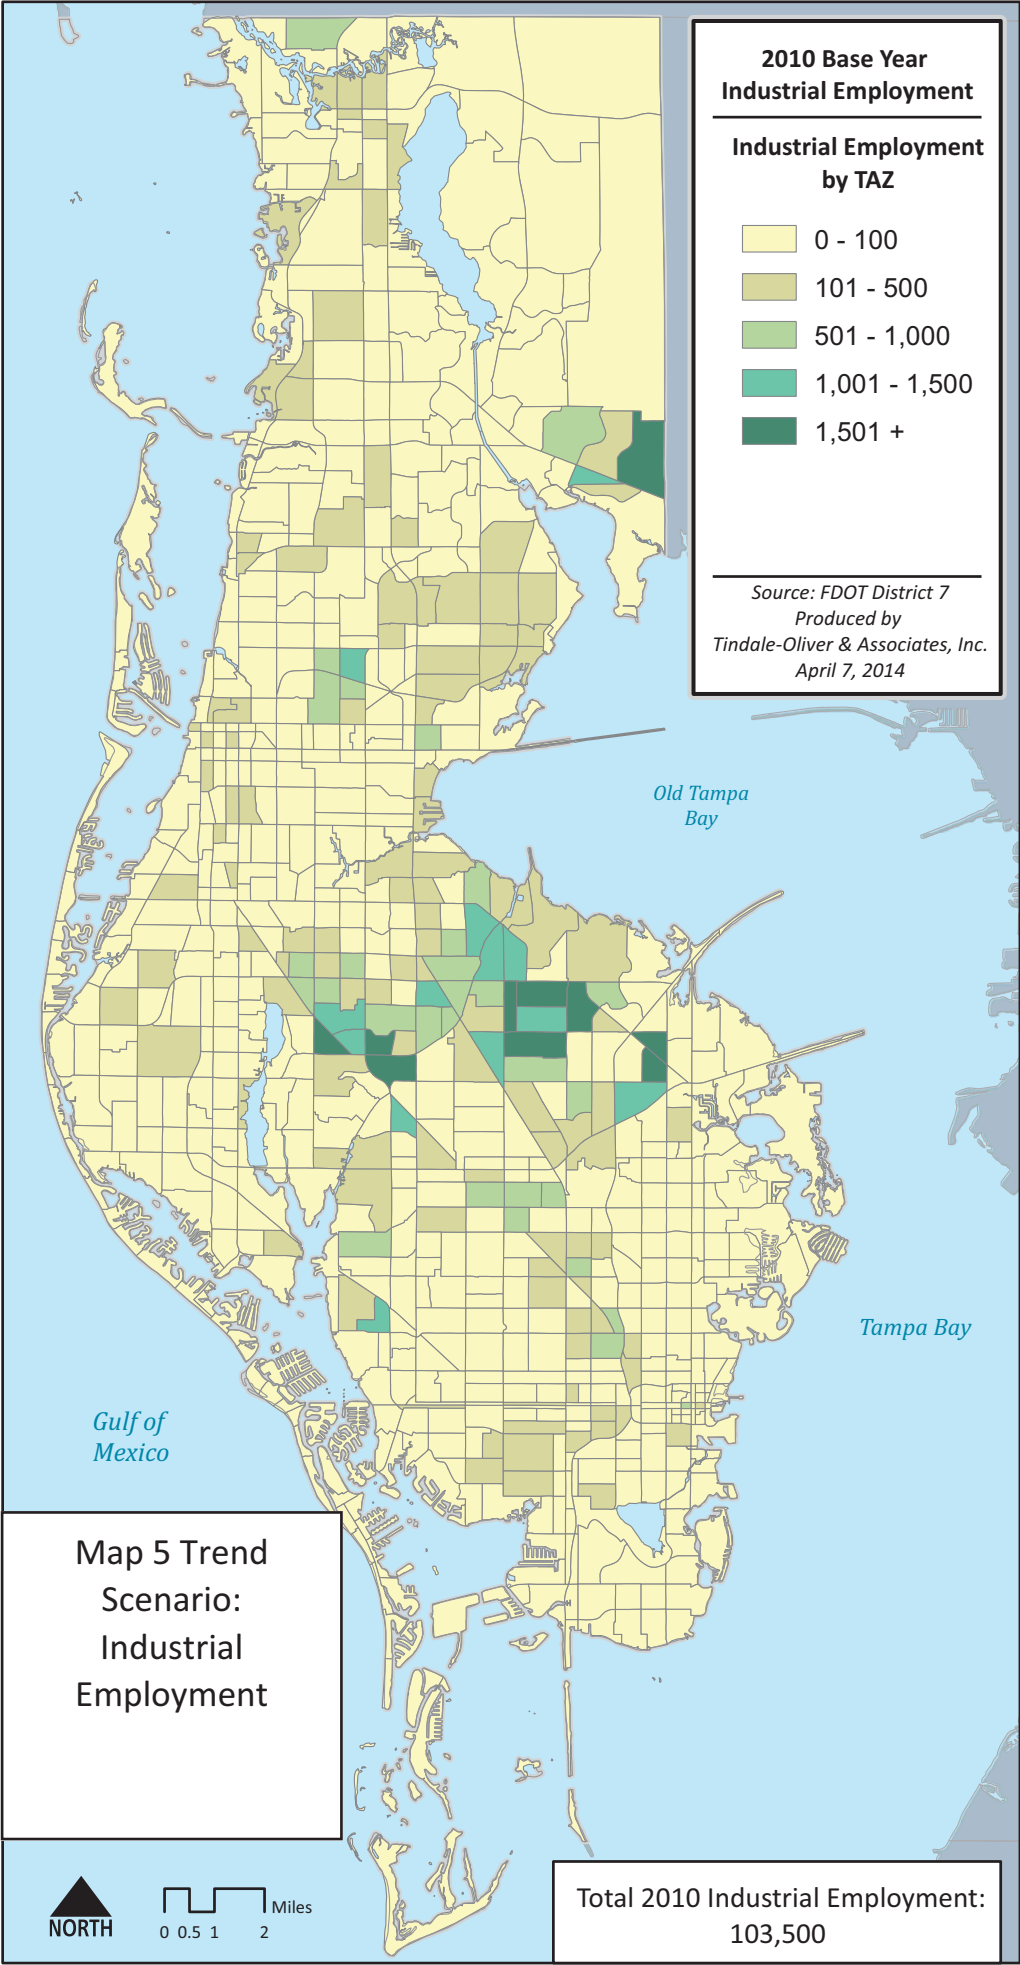 2010 Base Year
Industrial Employment
Industrial Employment
by TAZ
0 - 100
101 - 500
501 - 1,000
1,001 - 1,500
1,501 +
Source: FDOT District 7
Produced by
Tindale-Oliver & Associates, Inc.
April 7, 2014
Old Tampa
Bay
Tampa Bay
Gulf of
Mexico
Map 5 Trend
Scenario:
Industrial
Employment
NORTH
Miles
0 0.5 1 2
Total 2010 Industrial Employment:
103,500